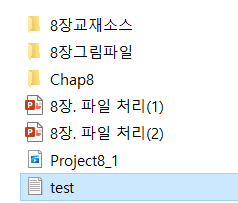 8장교재소스
8장그림파일
Chap8
8장. 파일 처리(1)
8장. 파일 처리(2)
Project8_1
test